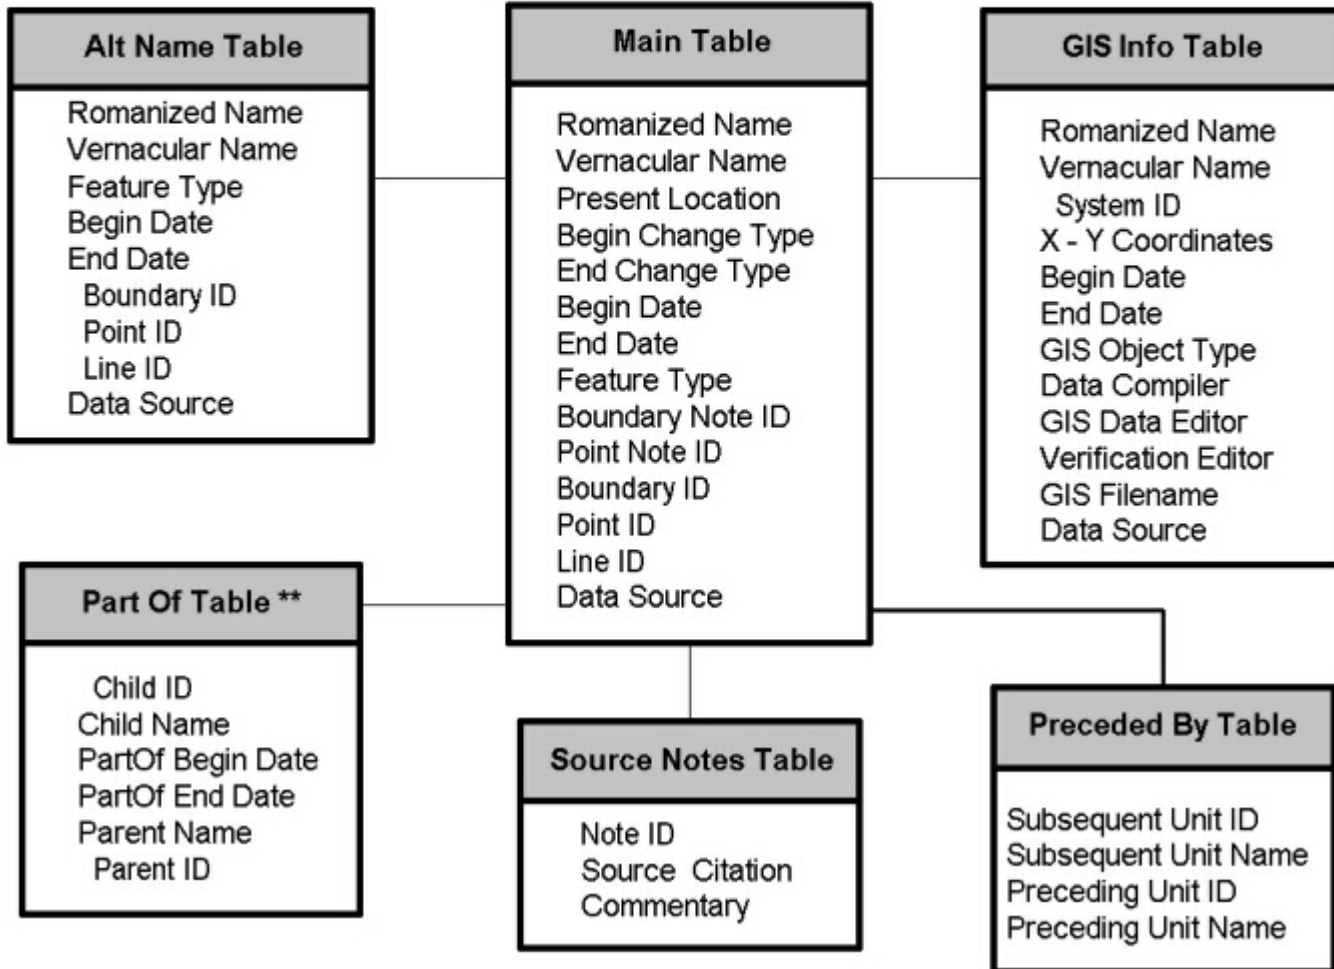 Alt Name Table
Romanized Name
Vernacular Name
Feature Type
Begin Date
End Date
Boundary ID
Point ID
Line ID
Data Source
Main Table
Romanized Name
Vernacular Name
Present Location
Begin Change Type
End Change Type
Begin Date
End Date
Feature Type
Boundary Note ID
Point Note ID
Boundary ID
Point ID
Line ID
Data Source
GIS Info Table
Romanized Name
Vernacular Name
System ID
X - Y Coordinates
Begin Date
End Date
GIS Object Type
Data Compiler
GIS Data Editor
Verification Editor
GIS Filename
Data Source
Part Of Table **
Child ID
Child Name
PartOf Begin Date
PartOf End Date
Parent Name
Parent ID
Source Notes Table
Note ID
Source Citation
Commentary
Preceded By Table
Subsequent Unit ID
Subsequent Unit Name
Preceding Unit ID
Preceding Unit Name